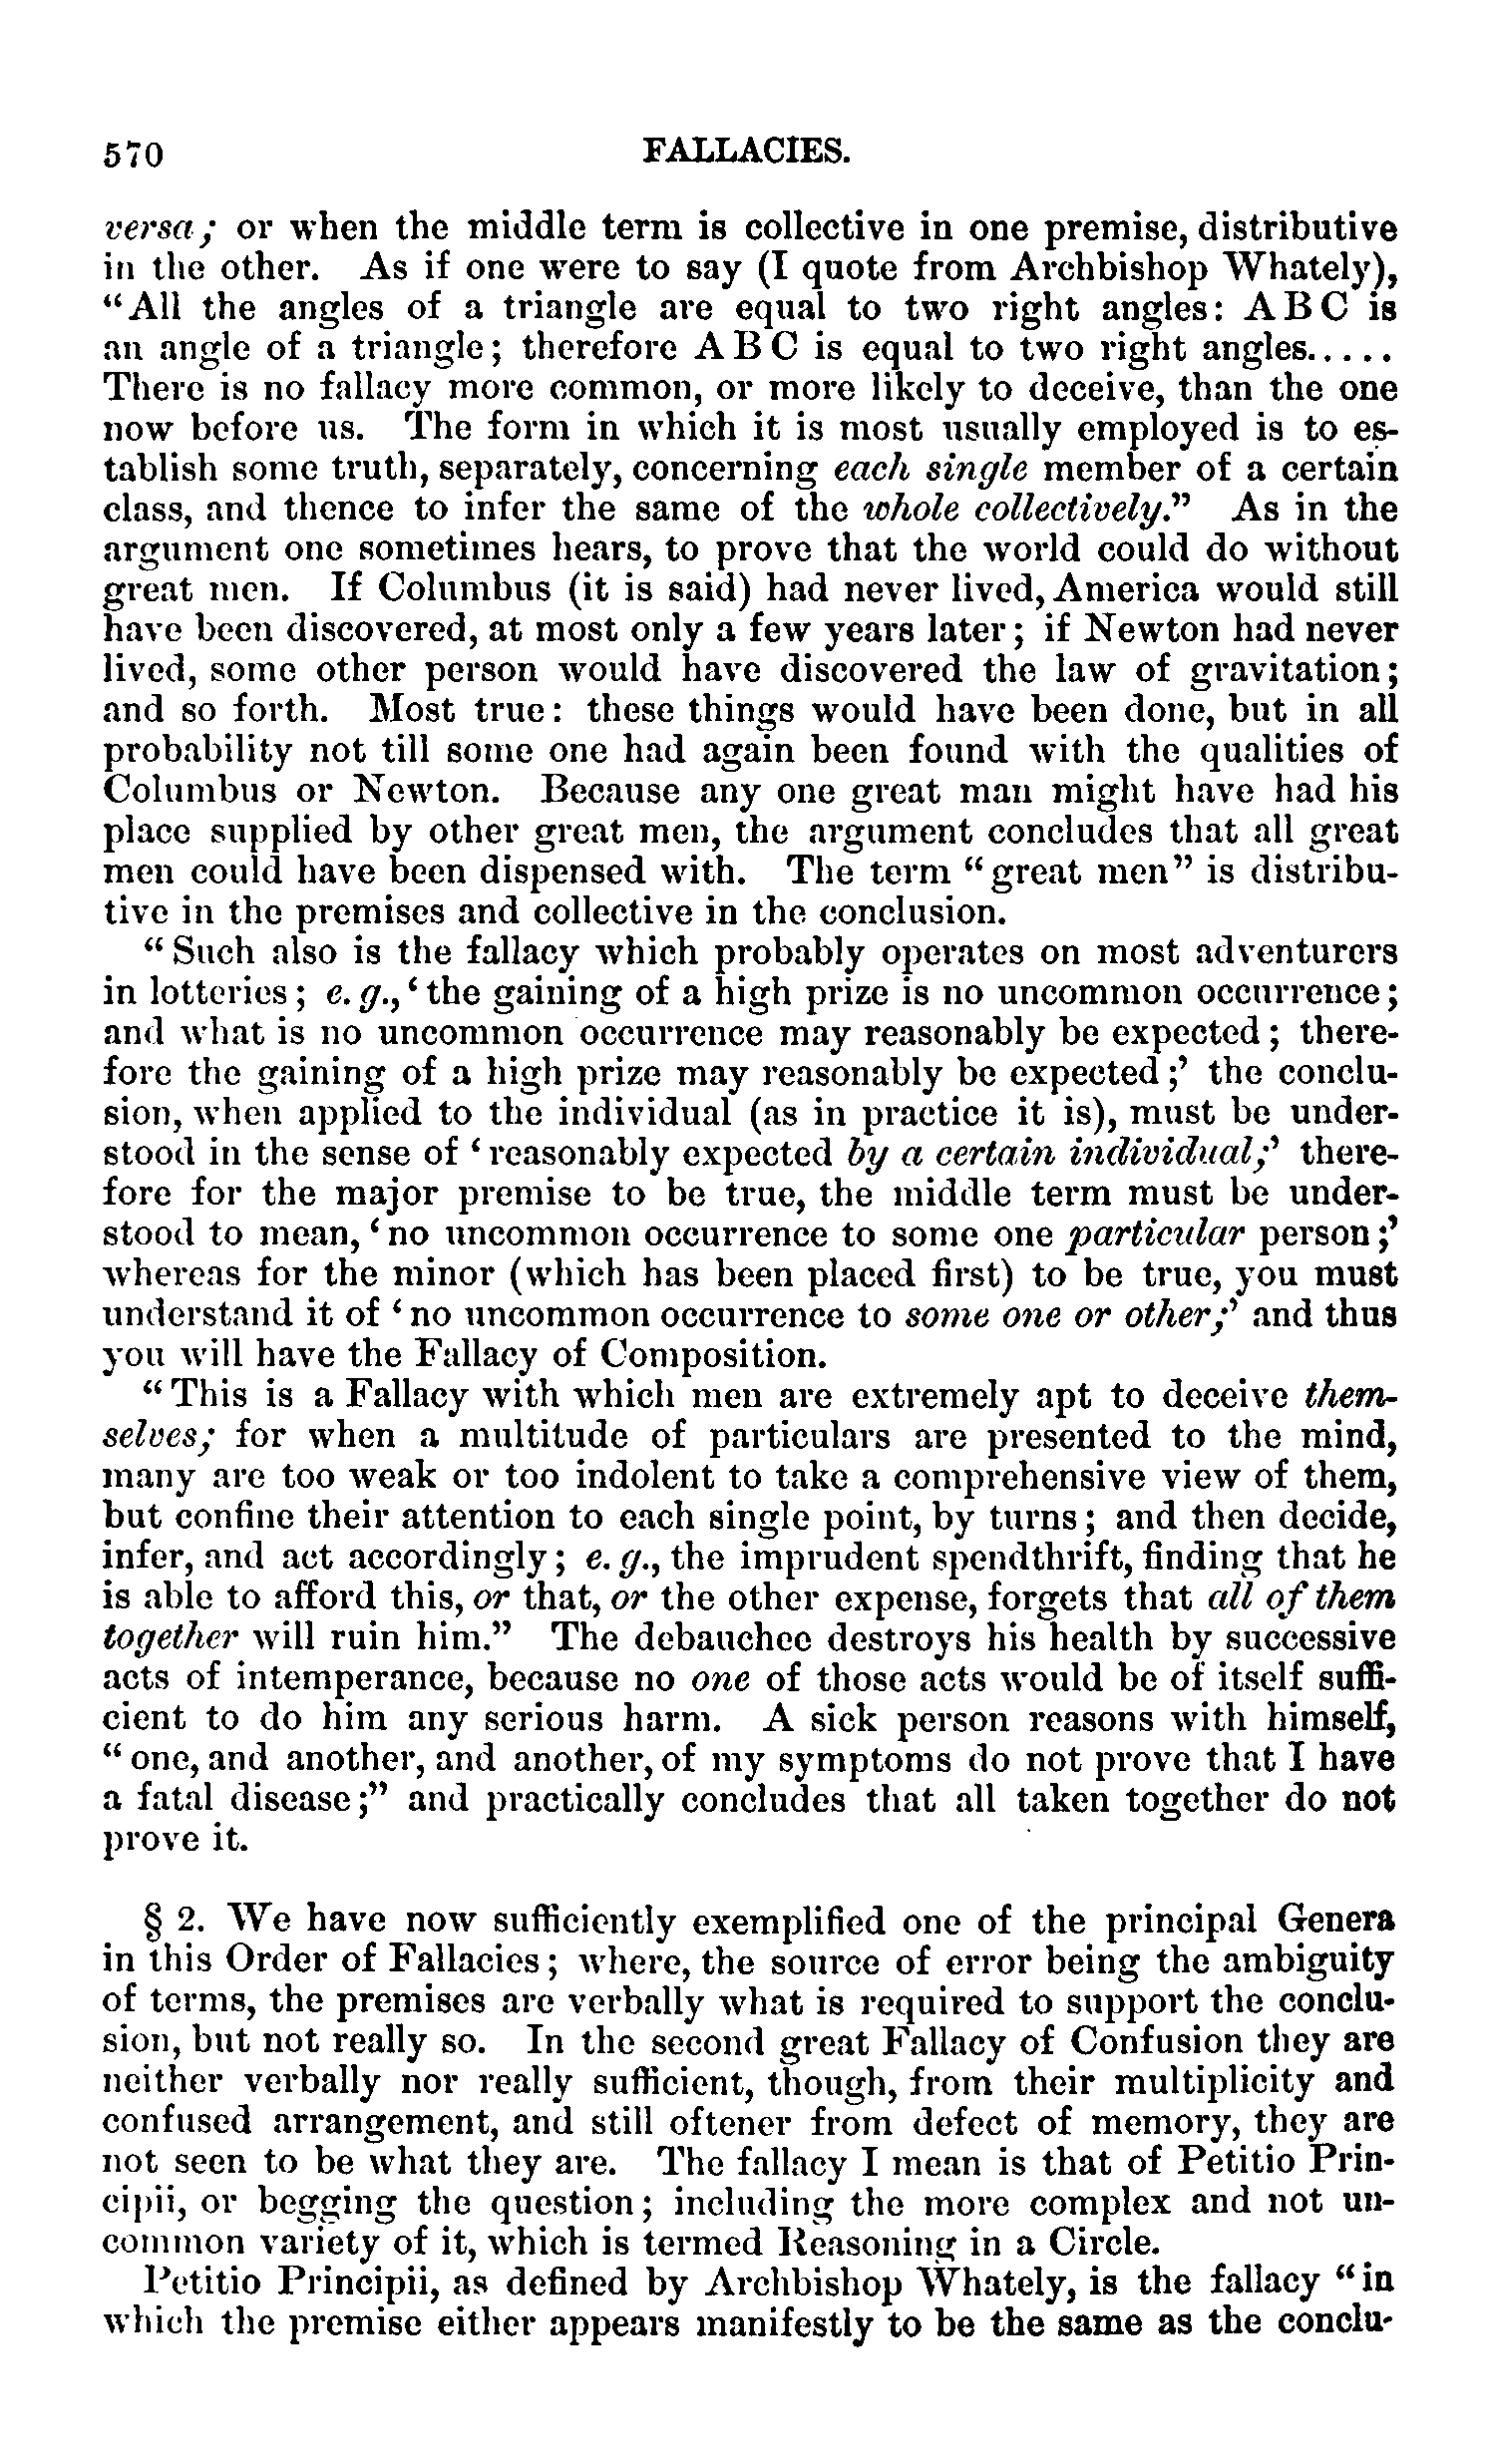 570 FALLACIES.
versa; or when the middle term is collective in one premise, distributive
in the other. As if one were to say (I quote from Archbishop Whately),
“All the angles of a triangle are equal to two right angles: A B C is
an angle of a triangle; therefore A B C is equal to two right angles.....
There is no fallacy more common, or more likely to deceive, than the one
now before us. The form in which it is most usually employed is to es-
tablish some truth, separately, concerning each single member of a certain
class, and thence to infer the same of the whole collectively.” As in the
argument one sometimes hears, to prove that the world could do without
great men. If Columbus (it is said) had never lived, America would still
have been discovered, at most only a few years later; if Newton had never
lived, some other person would have discovered the law of gravitation;
and so forth. Most true: these things would have been done, but in all
probability not till some one had again been found with the qualities of
Columbus or Newton. Because any one great man might have had his
place supplied by other great men, the argument concludes that all great
men could have been dispensed with. The term “great men” is distribu-
tive in the premises and collective in the conclusion.
“Such also is the fallacy which probably operates on most adventurers
in lotteries; e. g., ‘the gaining of a high prize is no uncommon occurrence;
and what is no uncommon occurrence may reasonably be expected; there-
fore the gaining of a high prize may reasonably be expected;’ the conclu-
sion, when applied to the individual (as in practice it is), must be under-
stood in the sense of ‘reasonably expected by a certain individual;’ there-
fore for the major premise to be true, the middle term must be under-
stood to mean, ‘no uncommon occurrence to some one particular person;’
whereas for the minor (which has been placed first) to be true, you must
understand it of ‘no uncommon occurrence to some one or other;’ and thus
you will have the Fallacy of Composition.
“This is a Fallacy with which men are extremely apt to deceive them-
selves; for when a multitude of particulars are presented to the mind,
many are too weak or too indolent to take a comprehensive view of them,
but confine their attention to each single point, by turns; and then decide,
infer, and act accordingly; e. g., the imprudent spendthrift, finding that he
is able to afford this, or that, or the other expense, forgets that all of them
together will ruin him.” The debauchee destroys his health by successive
acts of intemperance, because no one of those acts would be of itself suffi-
cient to do him any serious harm. A sick person reasons with himself,
“one, and another, and another, of my symptoms do not prove that I have
a fatal disease;” and practically concludes that all taken together do not
prove it.
§ 2. We have now sufficiently exemplified one of the principal Genera
in this Order of Fallacies; where, the source of error being the ambiguity
of terms, the premises are verbally what is required to support the conclu-
sion, but not really so. In the second great Fallacy of Confusion they are
neither verbally nor really sufficient, though, from their multiplicity and
confused arrangement, and still oftener from defect of memory, they are
not seen to be what they are. The fallacy I mean is that of Petitio Prin-
cipii, or begging the question; including the more complex and not un-
common variety of it, which is termed Reasoning in a Circle.
Petitio Principii, as defined by Archbishop Whately, is the fallacy “in
which the premise either appears manifestly to be the same as the conclu-